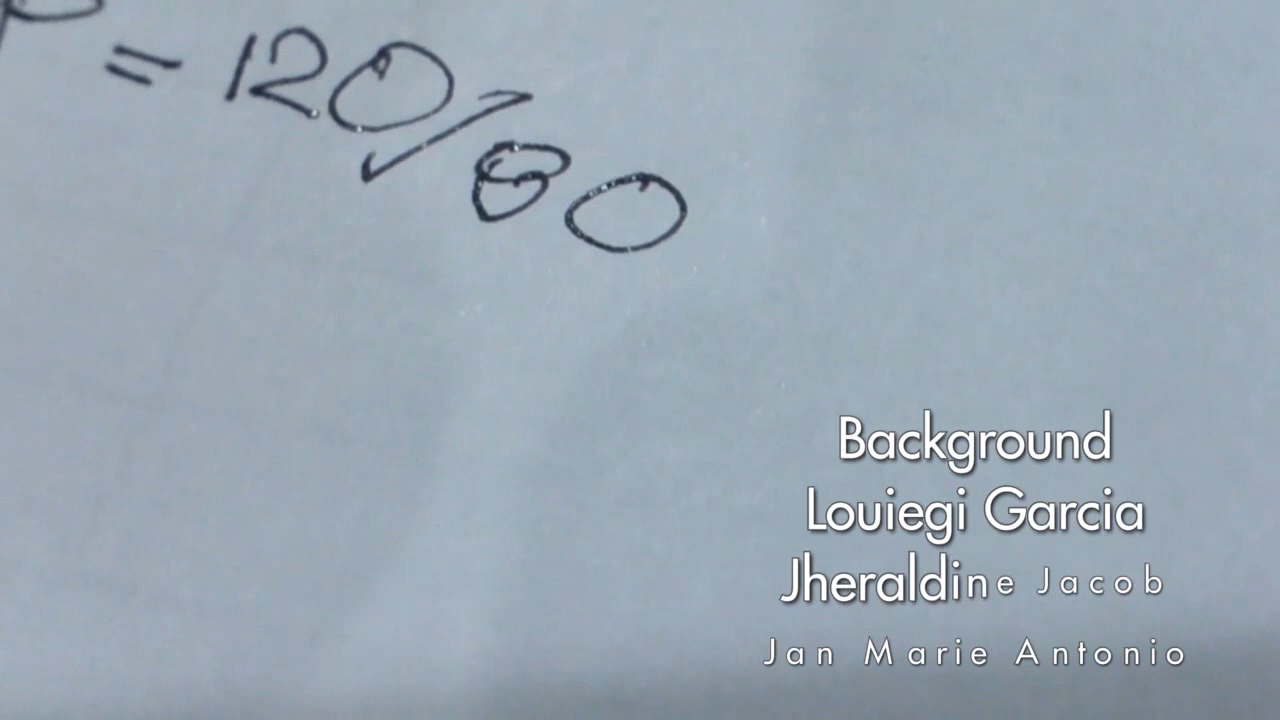 P = 120/80
Background
Louiegi Garcia
Jheraldine Jacob
Jan Marie Antonio